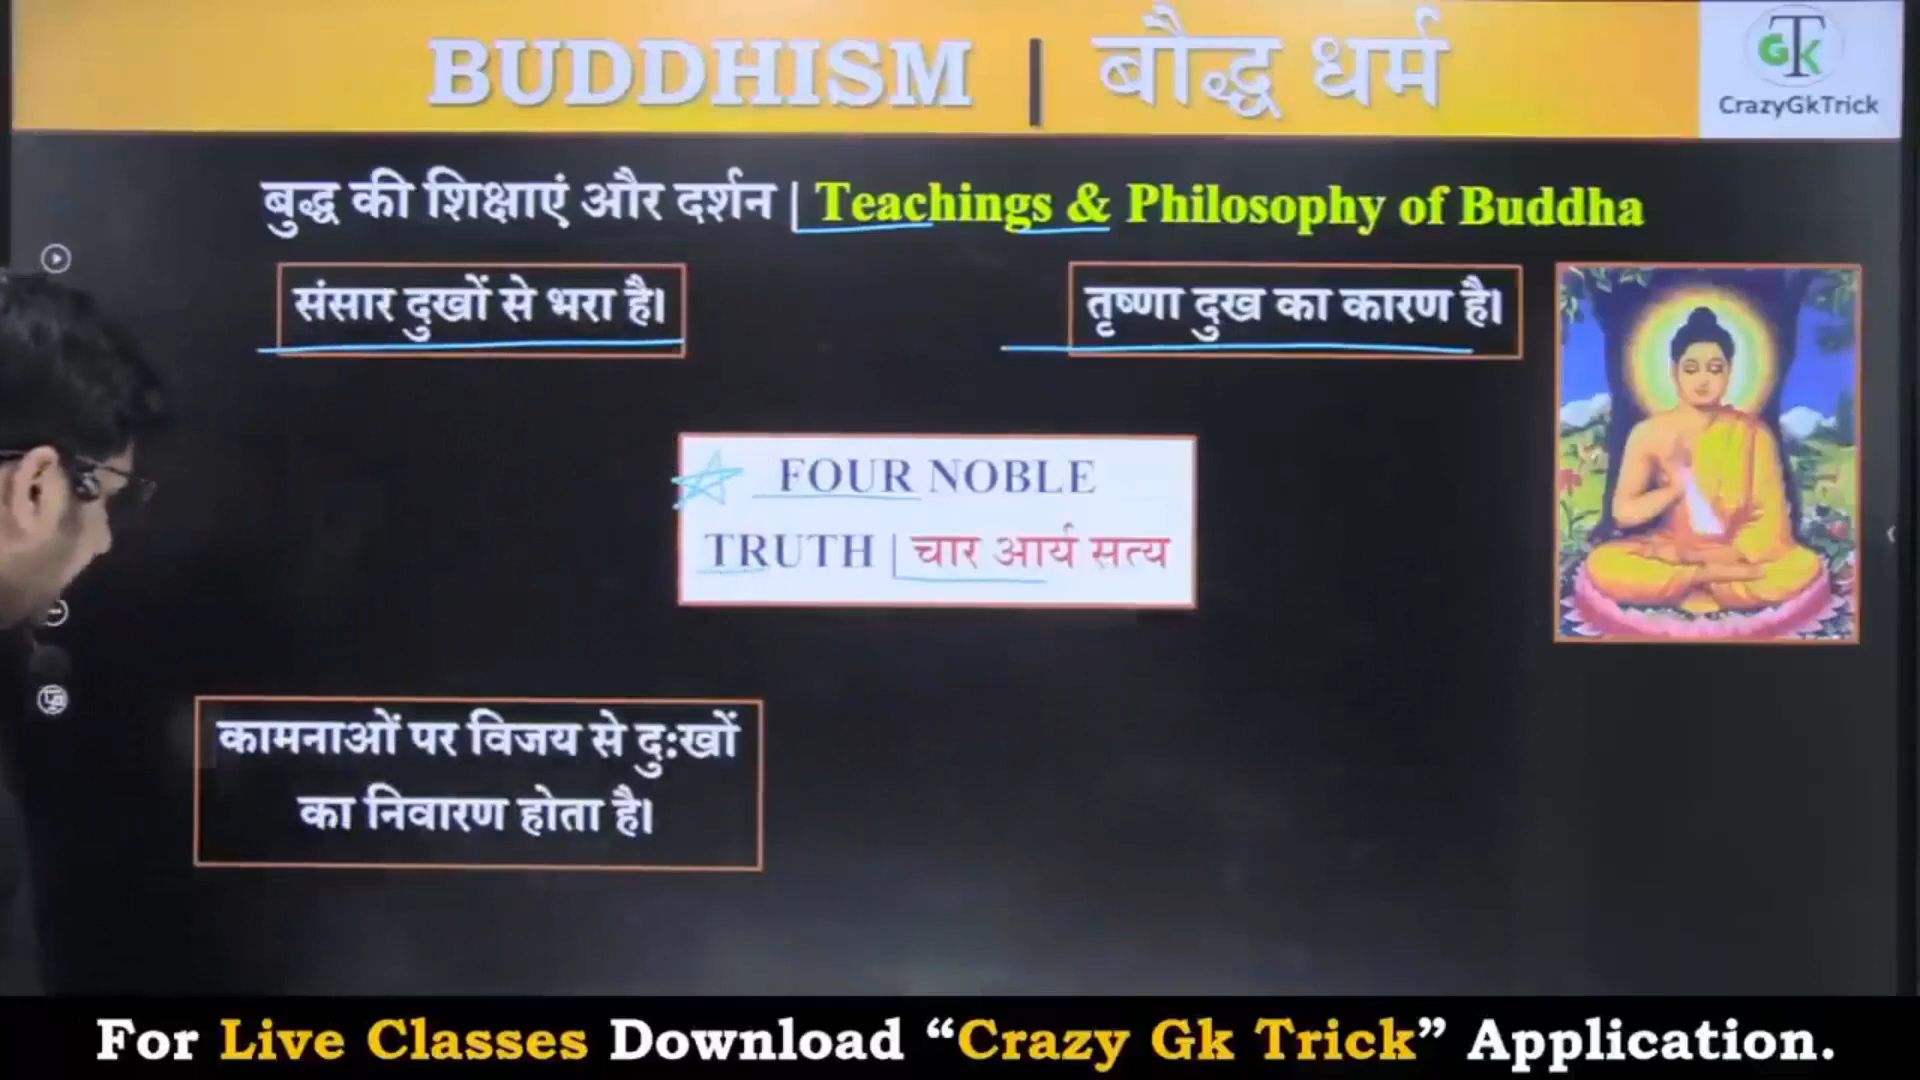 BUDDHISM | बौद्ध धर्म
GTK
CrazyGkTrick
बुद्ध की शिक्षाएं और दर्शन | Teachings & Philosophy of Buddha
संसार दुखों से भरा है।
तृष्णा दुख का कारण है।
FOUR NOBLE
TRUTH | चार आर्य सत्य
कामनाओं पर विजय से दु:खों
का निवारण होता है।
For Live Classes Download “Crazy Gk Trick” Application.